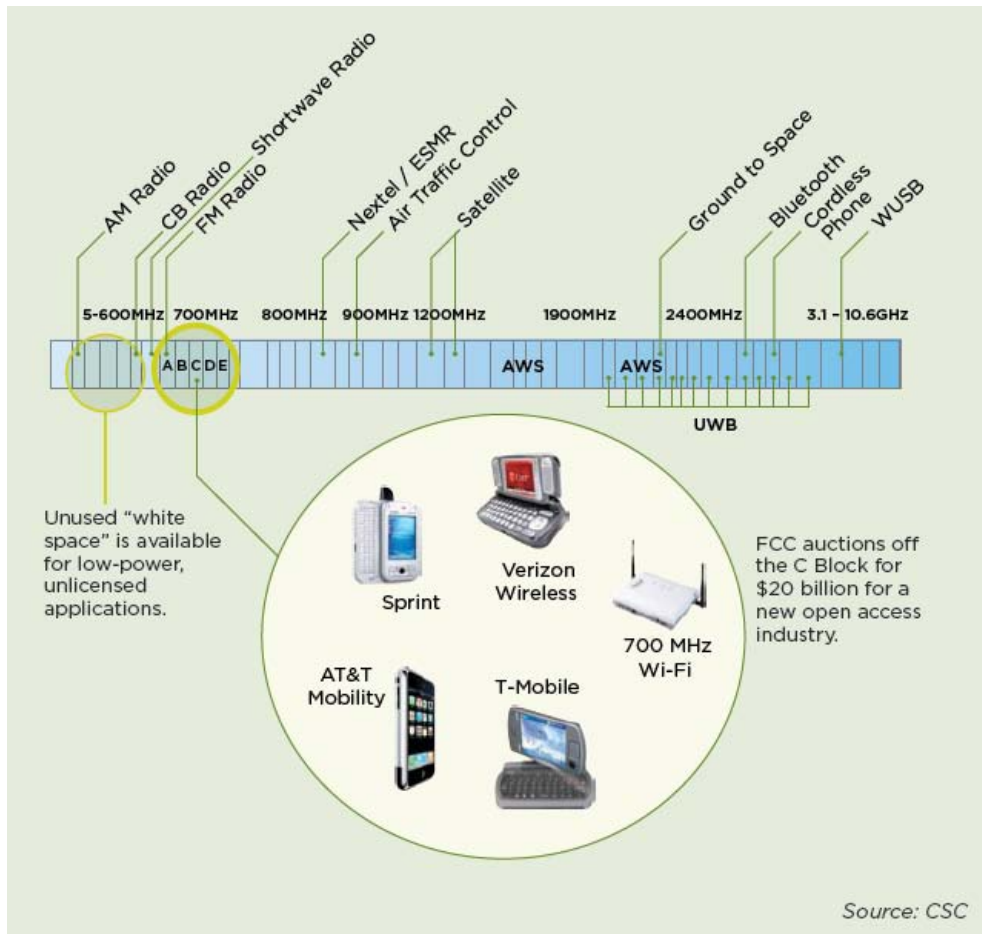 AM Radio
CB Radio
Shortwave Radio
FM Radio
Nextel / ESMR
Air Traffic Control
Satellite
Ground to Space
Bluetooth
Cordless
Phone
WUSB
5-600MHz
700MHz
800MHz
900MHz
1200MHz
1900MHz
2400MHz
3.1 – 10.6GHz
A B C D E
AWS
AWS
UWB
Unused “white
space” is available
for low-power,
unlicensed
applications.
Sprint
Verizon
Wireless
700 MHz
Wi-Fi
AT&T
Mobility
T-Mobile
FCC auctions off
the C Block for
$20 billion for a
new open access
industry.
Source: CSC